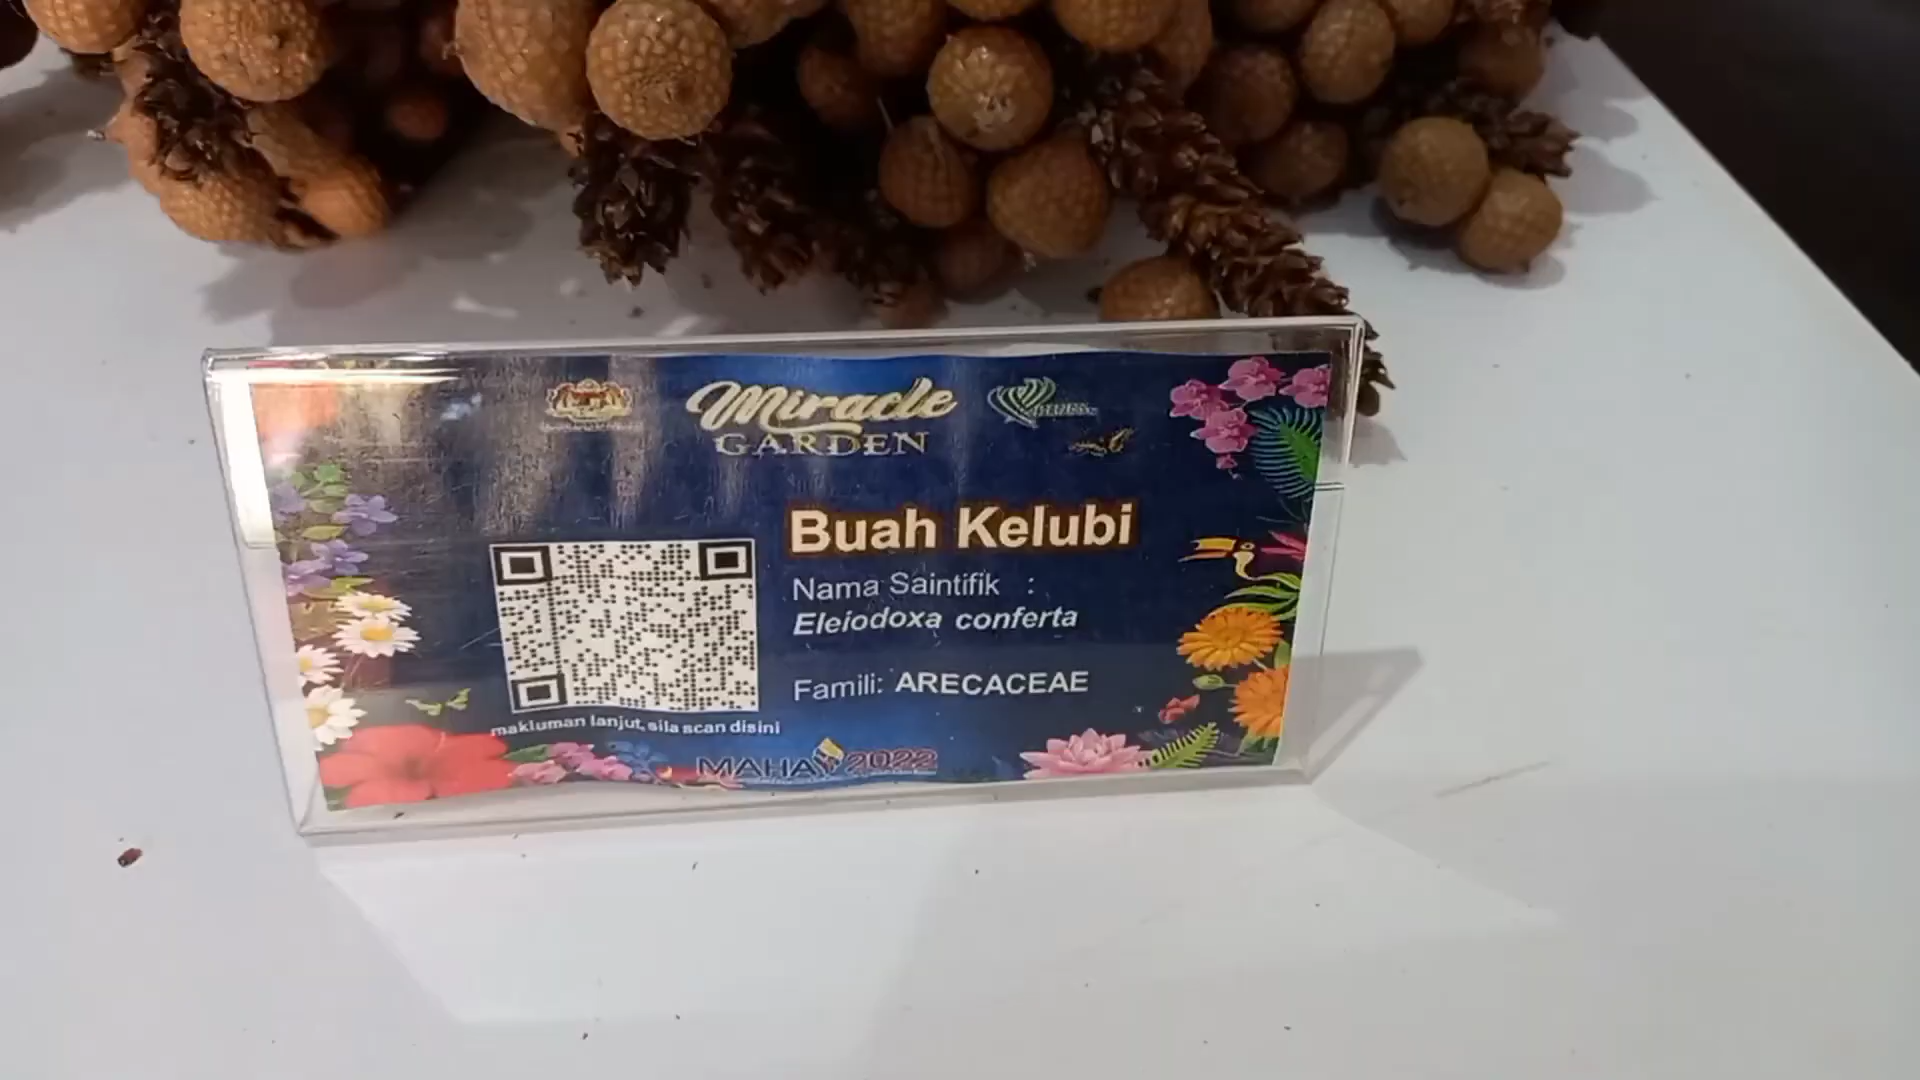 Miracle
GARDEN
Buah Kelubi
Nama Saintifik :
Eleiodoxa conferta
Famili: ARECACEAE
makluman lanjut, sila scan disini
MAHA 2022